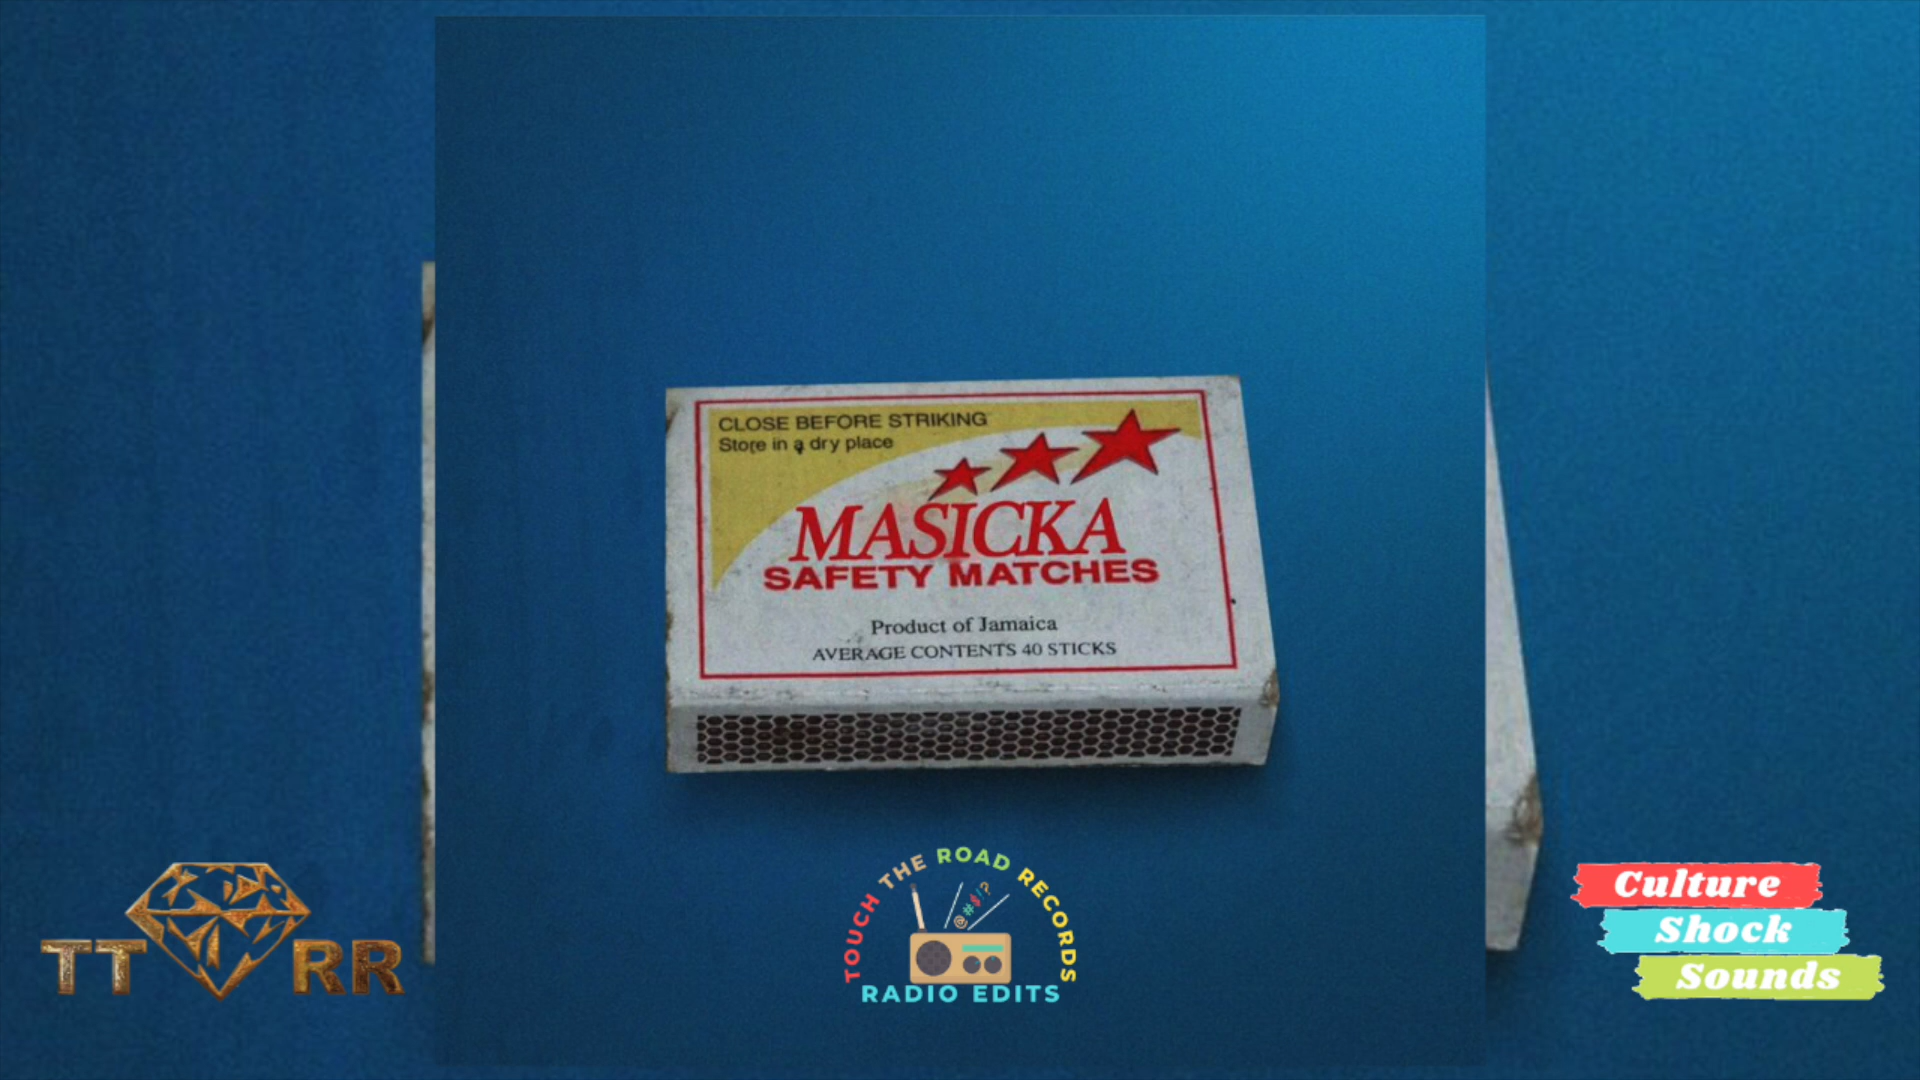 CLOSE BEFORE STRIKING
Store in a dry place
MASICKA
SAFETY MATCHES
Product of Jamaica
AVERAGE CONTENTS 40 STICKS
TT RR
TOUCH THE ROAD RECORDS
@#$!?
RADIO EDITS
Culture
Shock
Sounds